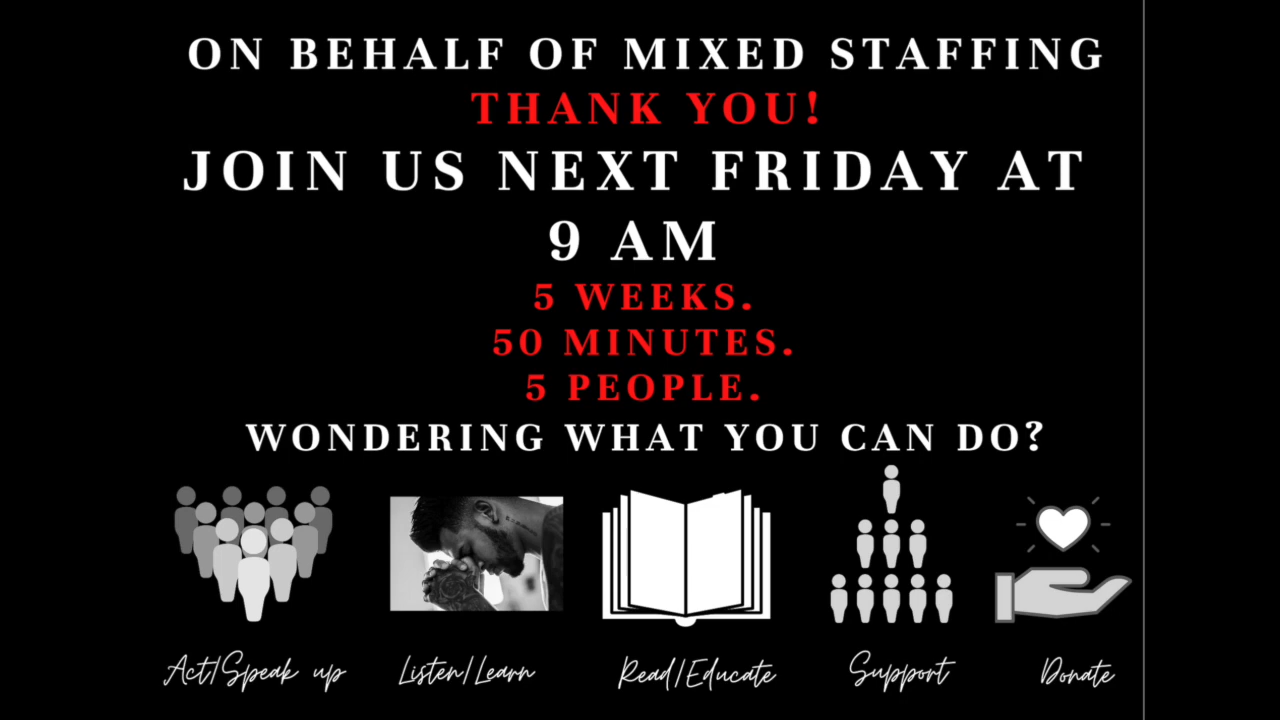 ON BEHALF OF MIXED STAFFING
THANK YOU!
JOIN US NEXT FRIDAY AT
9 AM
5 WEEKS.
50 MINUTES.
5 PEOPLE.
WONDERING WHAT YOU CAN DO?
Act/Speak up
Listen/Learn
Read/Educate
Support
Donate